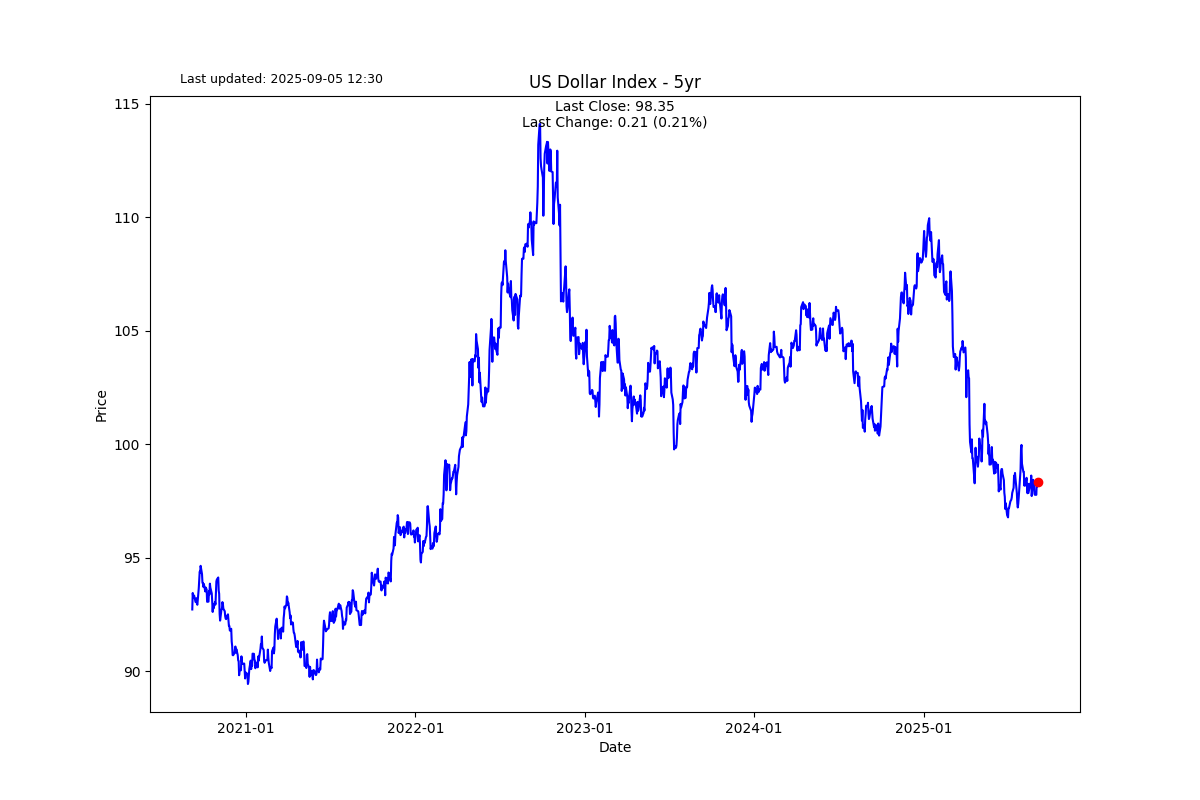 Last updated: 2025-09-05 12:30
US Dollar Index - 5yr
Last Close: 98.35
Last Change: 0.21 (0.21%)
115
110
105
100
95
90
Price
2021-01
2022-01
2023-01
2024-01
2025-01
Date